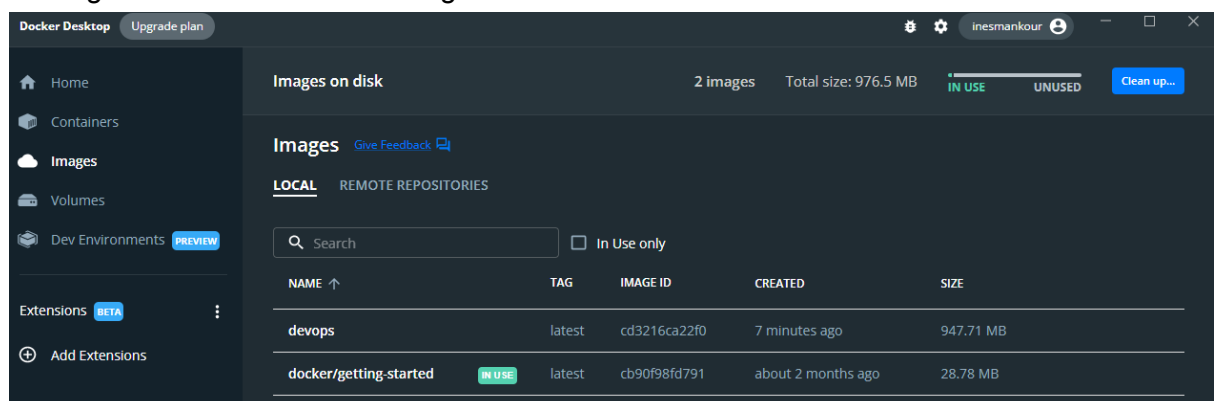 Docker Desktop Upgrade plan inesmankour
Home
Containers
Images
Volumes
Dev Environments PREVIEW
Extensions BETA
Add Extensions
Images on disk 2 images Total size: 976.5 MB IN USE UNUSED Clean up...
Images Give Feedback
LOCAL REMOTE REPOSITORIES
Search In Use only
NAME TAG IMAGE ID CREATED SIZE
devops latest cd3216ca22f0 7 minutes ago 947.71 MB
docker/getting-started IN USE latest cb90f98fd791 about 2 months ago 28.78 MB